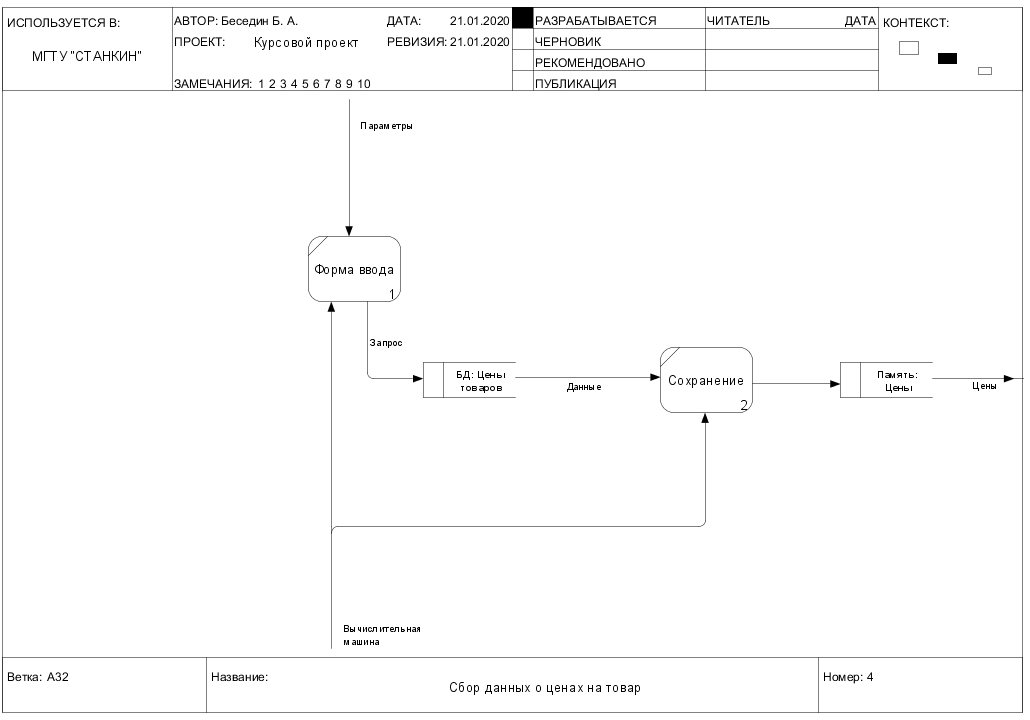 ИСПОЛЬЗУЕТСЯ В:
МГТУ "СТАНКИН"
АВТОР: Беседин Б. А.
ДАТА: 21.01.2020
ПРОЕКТ: Курсовой проект
РЕВИЗИЯ: 21.01.2020
ЗАМЕЧАНИЯ: 1 2 3 4 5 6 7 8 9 10
РАЗРАБАТЫВАЕТСЯ
ЧЕРНОВИК
РЕКОМЕНДОВАНО
ПУБЛИКАЦИЯ
ЧИТАТЕЛЬ
ДАТА
КОНТЕКСТ:
Параметры
Форма ввода
1
Запрос
БД: Цены
товаров
Данные
Сохранение
2
Память:
Цены
Цены
Вычислительная
машина
Ветка: A32
Название:
Сбор данных о ценах на товар
Номер: 4